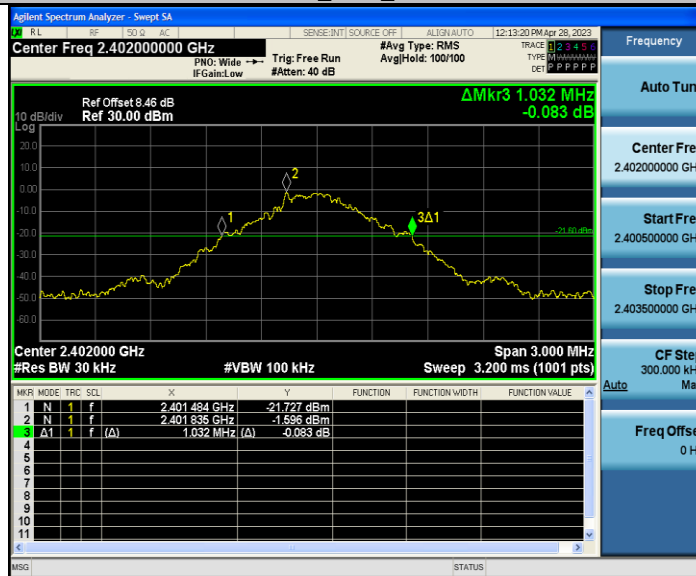 Agilent Spectrum Analyzer - Swept SA
RL RF 50 Ω AC SENSE:INT SOURCE OFF ALIGNAUTO 12:13:20 PM Apr 28, 2023
Center Freq 2.402000000 GHz
#Avg Type: RMS
TRACE 1 2 3 4 5 6
PNO: Wide Trig: Free Run Avg|Hold: 100/100
TYPE M
IFGain:Low #Atten: 40 dB
DET P P P P P P
ΔMkr3 1.032 MHz
-0.083 dB
Ref Offset 8.46 dB
10 dB/div Ref 30.00 dBm
Log
20.0
10.0
0.00
-10.0
-20.0
-30.0
-40.0
-50.0
-60.0
1
2
3Δ1
-21.60 dBm
Center 2.402000 GHz Span 3.000 MHz
#Res BW 30 kHz #VBW 100 kHz Sweep 3.200 ms (1001 pts)
MKR MODE TRC SCL X Y FUNCTION FUNCTION WIDTH FUNCTION VALUE
1 N 1 f 2.401 484 GHz -21.727 dBm
2 N 1 f 2.401 835 GHz -1.596 dBm
3 Δ1 1 f (Δ) 1.032 MHz (Δ) -0.083 dB
4
5
6
7
8
9
10
11
MSG STATUS
Frequency
Auto Tun
Center Fre
2.402000000 GH
Start Fre
2.400500000 GH
Stop Fre
2.403500000 GH
CF Ste
300.000 kH
Auto Ma
Freq Offse
0 H